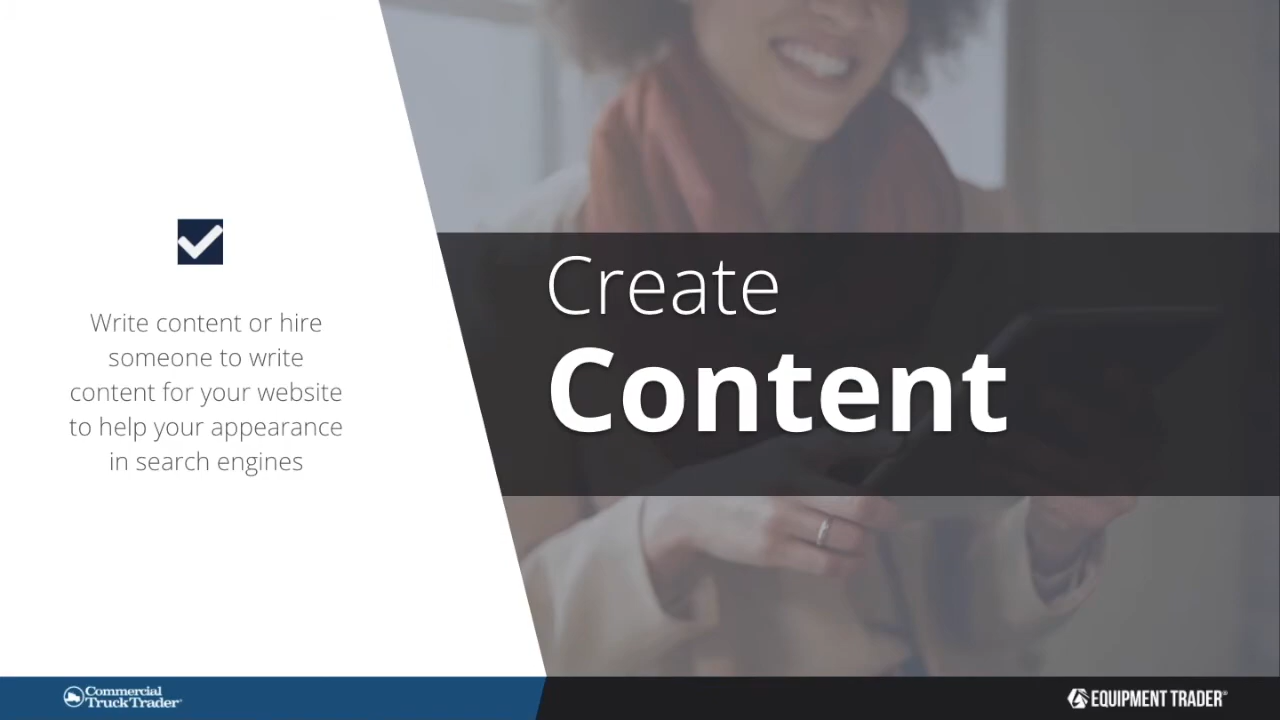 Write content or hire
someone to write
content for your website
to help your appearance
in search engines
Create
Content
Commercial
Truck Trader®
EQUIPMENT TRADER®